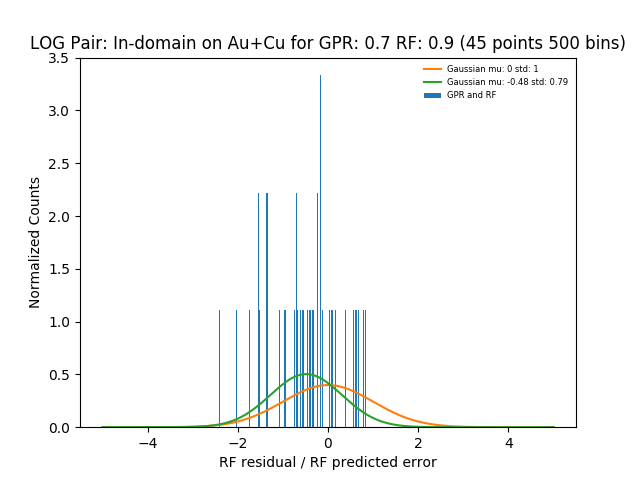 LOG Pair: In-domain on Au+Cu for GPR: 0.7 RF: 0.9 (45 points 500 bins)
Gaussian mu: 0 std: 1
Gaussian mu: -0.48 std: 0.79
GPR and RF
Normalized Counts
3.5
3.0
2.5
2.0
1.5
1.0
0.5
0.0
−4 −2 0 2 4
RF residual / RF predicted error